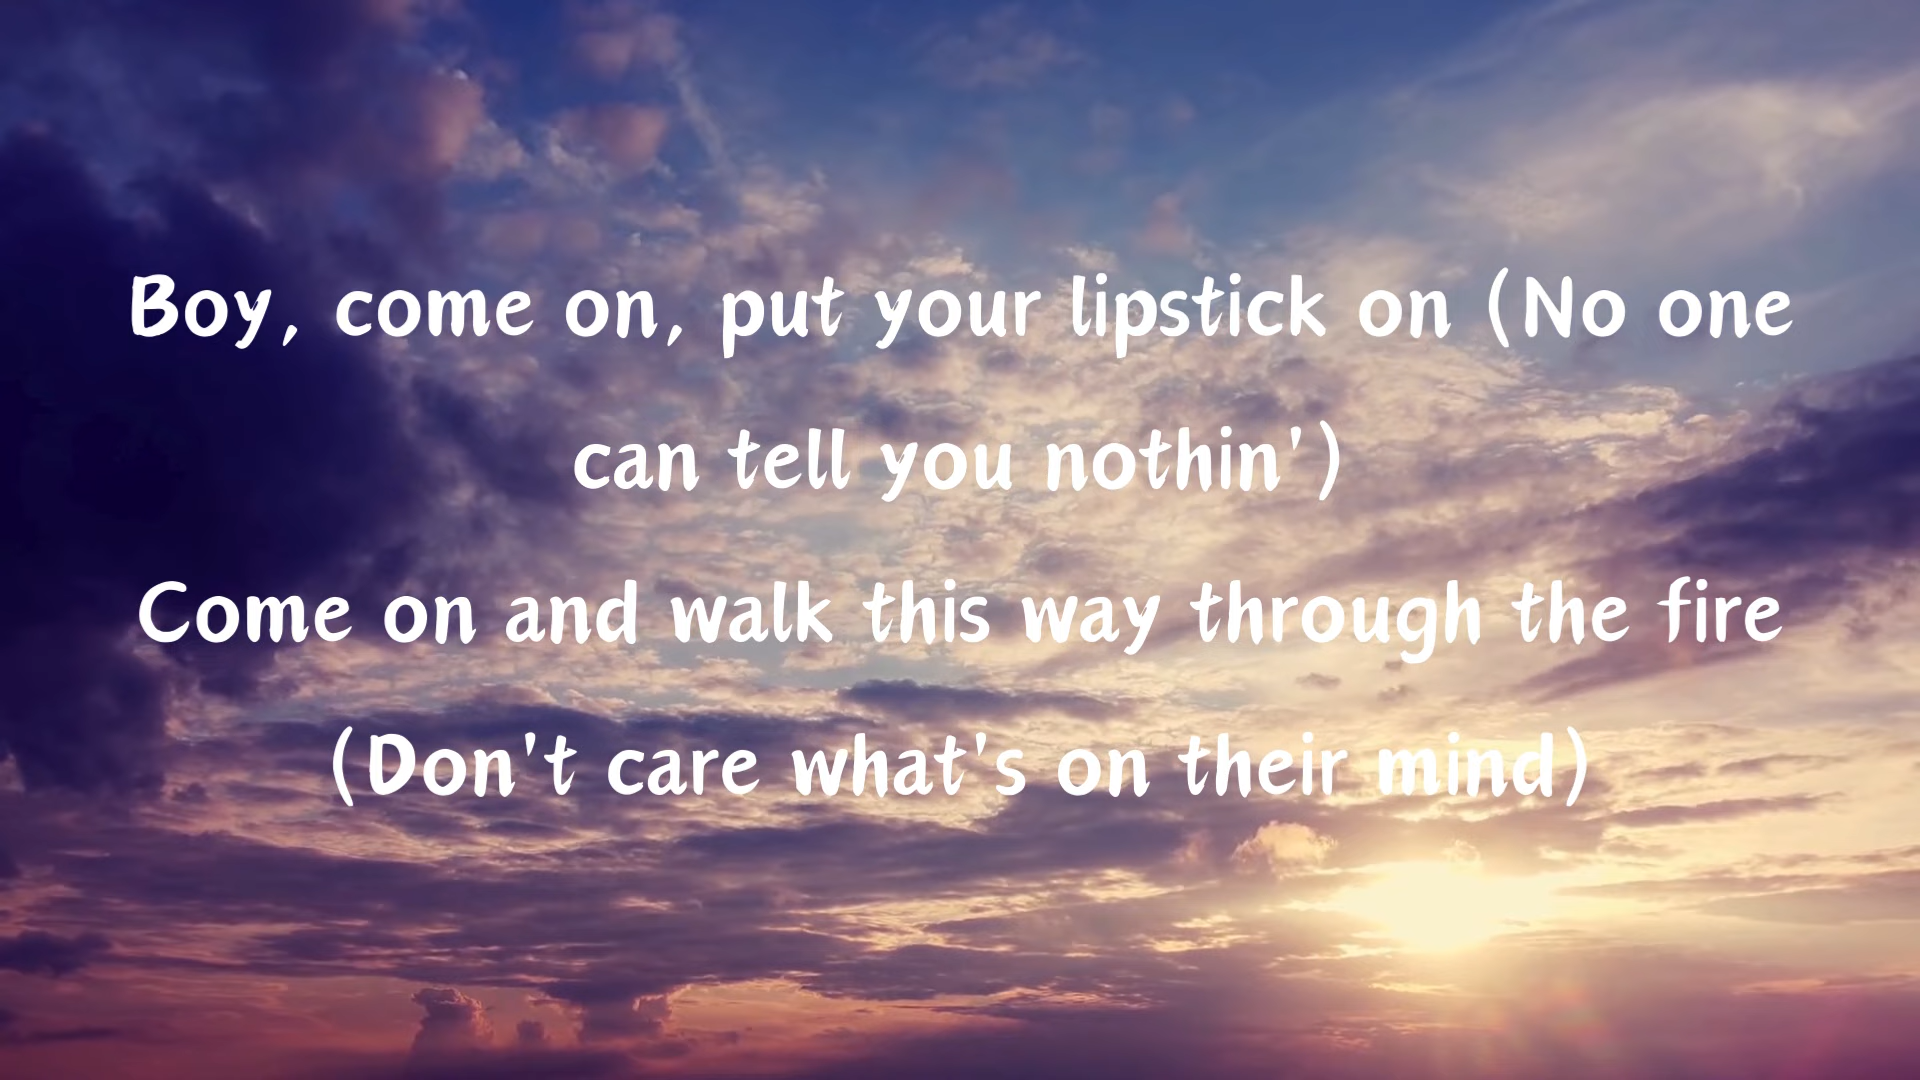 Boy, come on, put your lipstick on (No one
can tell you nothin')
Come on and walk this way through the fire
(Don't care what's on their mind)